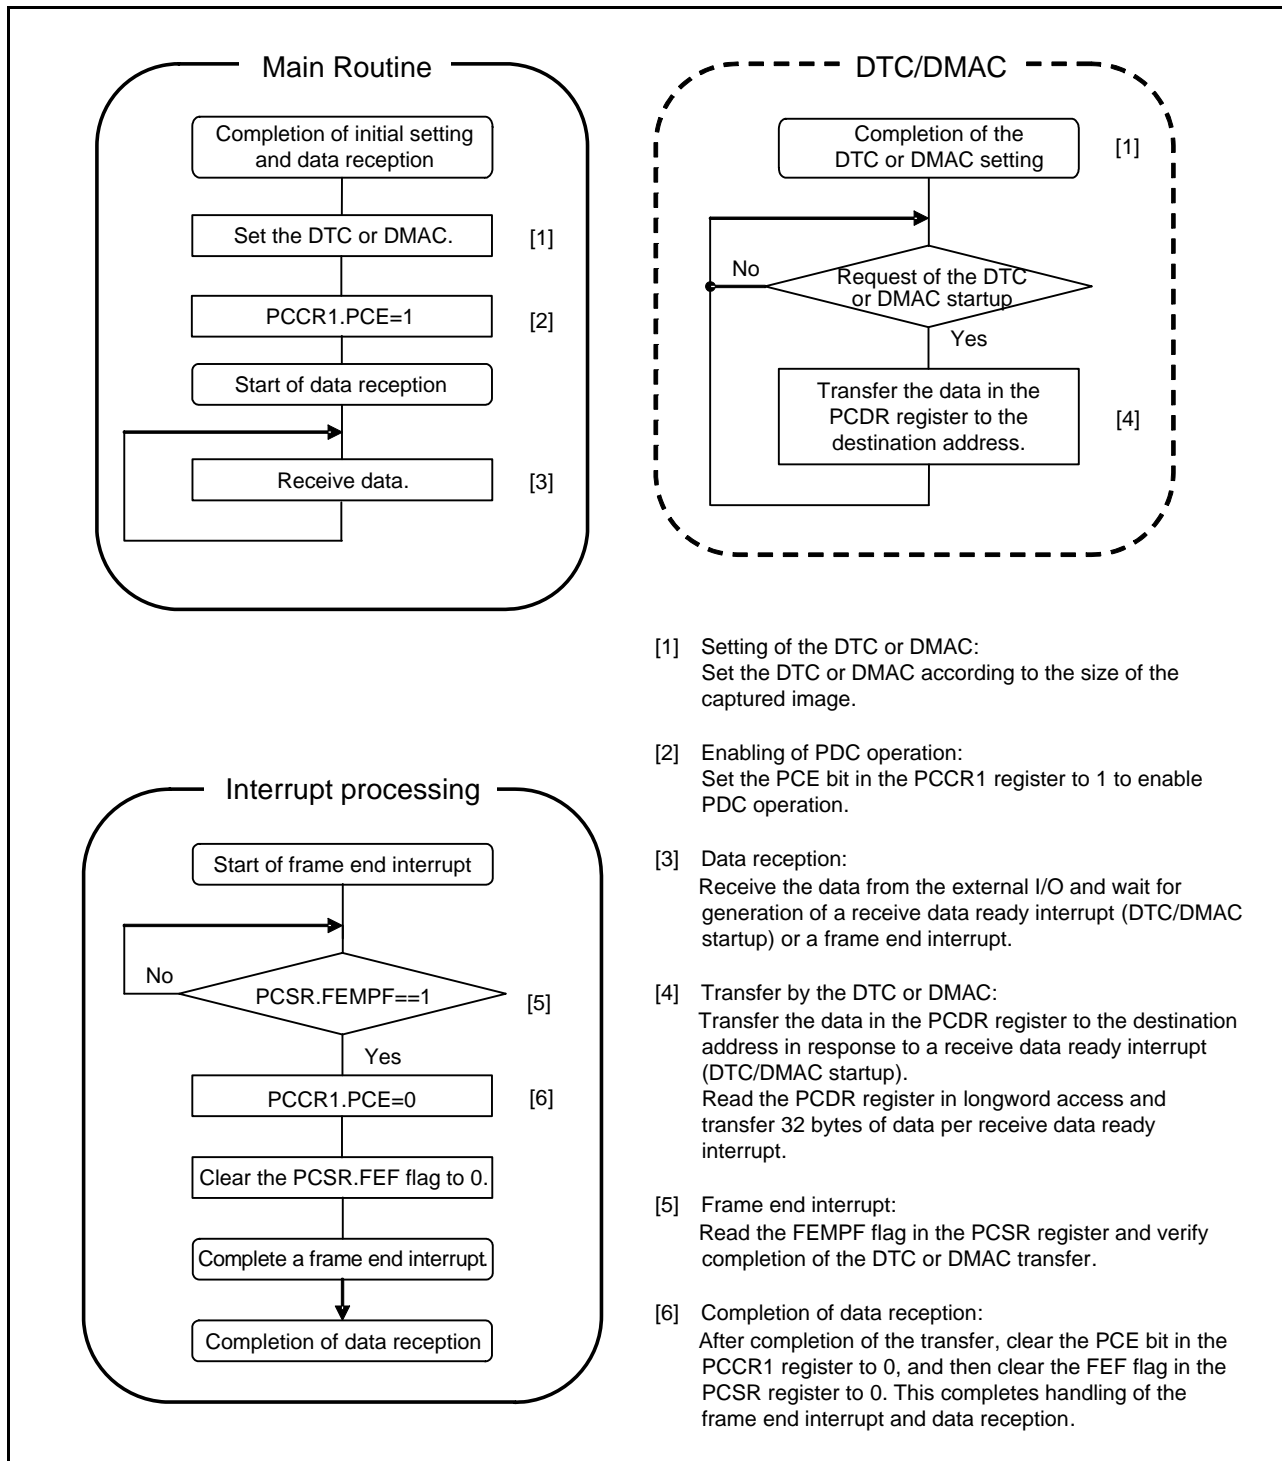 Main Routine
Completion of initial setting
and data reception
Set the DTC or DMAC.
[1]
PCCR1.PCE=1
[2]
Start of data reception
Receive data.
[3]
DTC/DMAC
Completion of the
DTC or DMAC setting
[1]
No
Request of the DTC
or DMAC startup
Yes
Transfer the data in the
PCDR register to the
destination address.
[4]
Interrupt processing
Start of frame end interrupt
No
PCSR.FEMPF==1
[5]
Yes
PCCR1.PCE=0
[6]
Clear the PCSR.FEF flag to 0.
Complete a frame end interrupt.
Completion of data reception
[1] Setting of the DTC or DMAC:
Set the DTC or DMAC according to the size of the
captured image.
[2] Enabling of PDC operation:
Set the PCE bit in the PCCR1 register to 1 to enable
PDC operation.
[3] Data reception:
Receive the data from the external I/O and wait for
generation of a receive data ready interrupt (DTC/DMAC
startup) or a frame end interrupt.
[4] Transfer by the DTC or DMAC:
Transfer the data in the PCDR register to the destination
address in response to a receive data ready interrupt
(DTC/DMAC startup).
Read the PCDR register in longword access and
transfer 32 bytes of data per receive data ready
interrupt.
[5] Frame end interrupt:
Read the FEMPF flag in the PCSR register and verify
completion of the DTC or DMAC transfer.
[6] Completion of data reception:
After completion of the transfer, clear the PCE bit in the
PCCR1 register to 0, and then clear the FEF flag in the
PCSR register to 0. This completes handling of the
frame end interrupt and data reception.